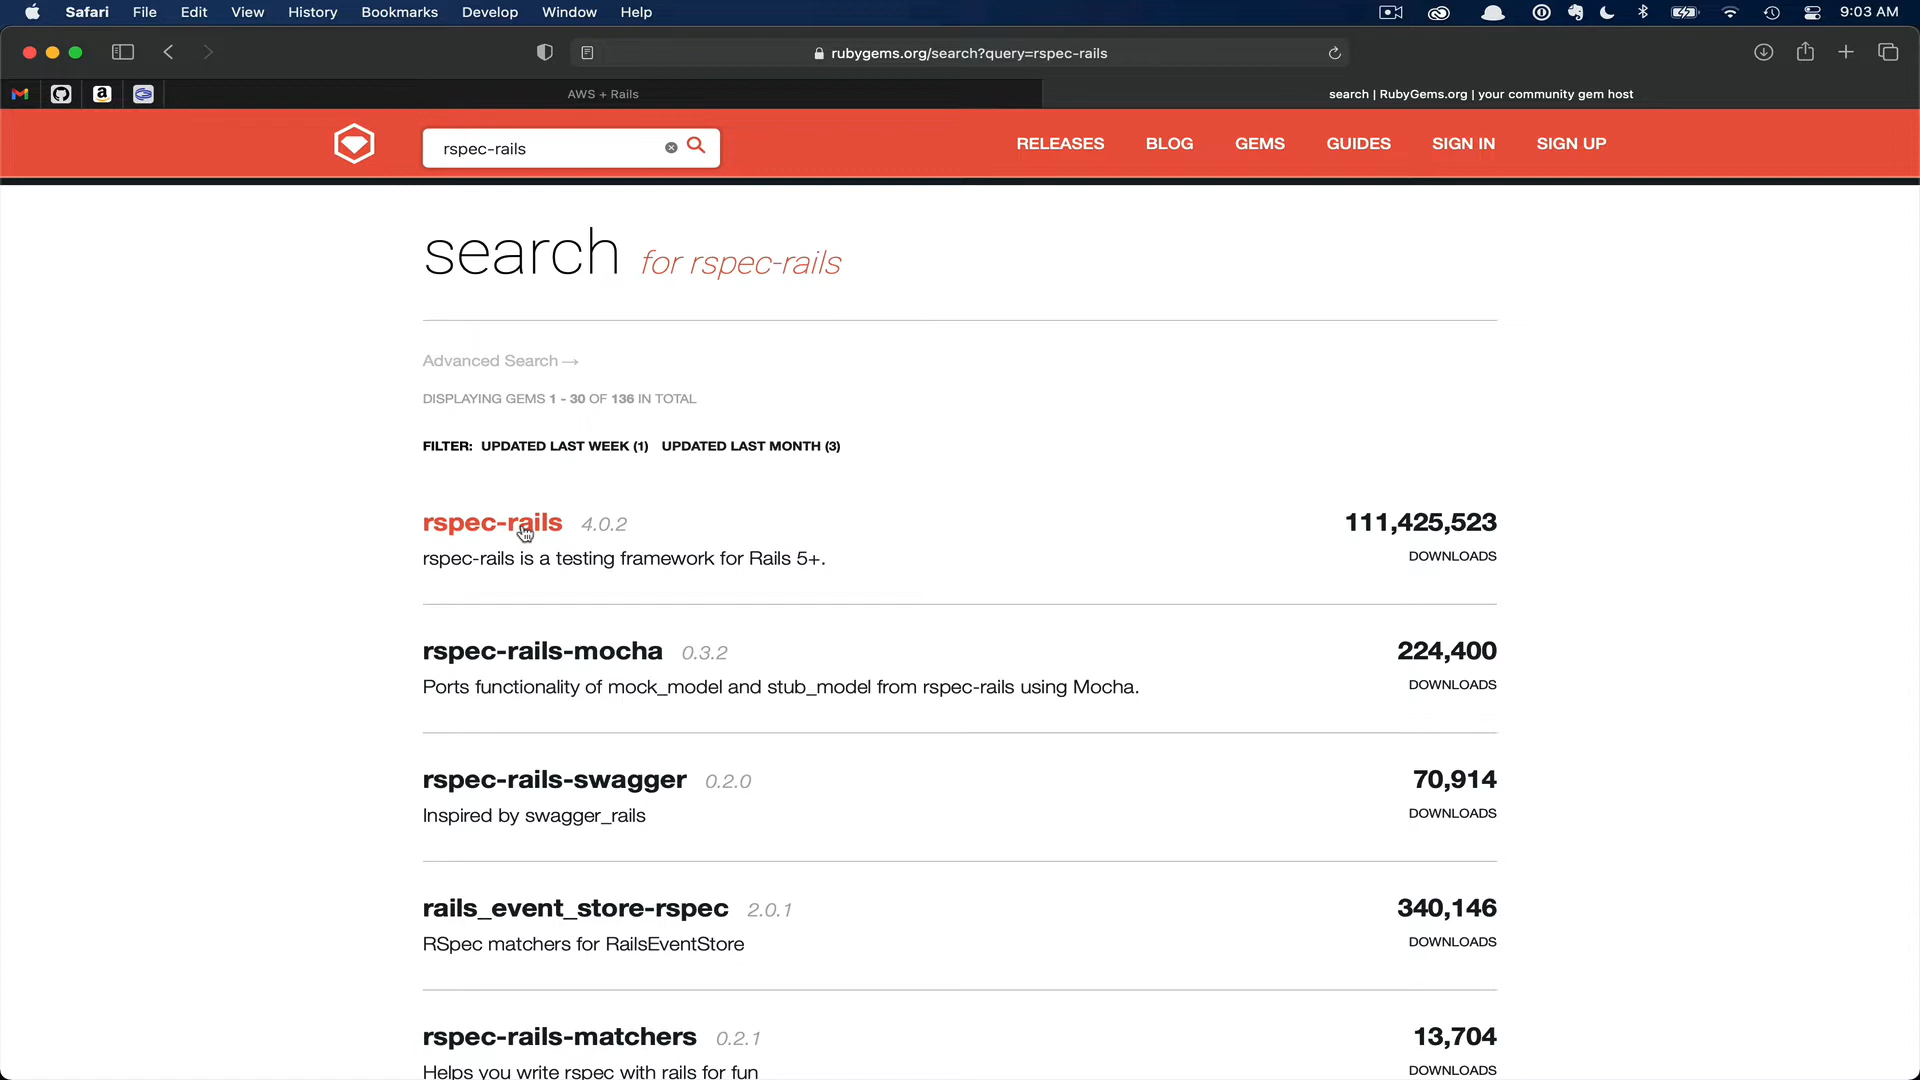 Safari File Edit View History Bookmarks Develop Window Help 9:03 AM
rubygems.org/search?query=rspec-rails
AWS + Rails
search | RubyGems.org | your community gem host
rspec-rails
RELEASES BLOG GEMS GUIDES SIGN IN SIGN UP
search for rspec-rails
Advanced Search →
DISPLAYING GEMS 1 - 30 OF 136 IN TOTAL
FILTER: UPDATED LAST WEEK (1) UPDATED LAST MONTH (3)
rspec-rails 4.0.2 111,425,523
rspec-rails is a testing framework for Rails 5+. DOWNLOADS
rspec-rails-mocha 0.3.2 224,400
Ports functionality of mock_model and stub_model from rspec-rails using Mocha. DOWNLOADS
rspec-rails-swagger 0.2.0 70,914
Inspired by swagger_rails DOWNLOADS
rails_event_store-rspec 2.0.1 340,146
RSpec matchers for RailsEventStore DOWNLOADS
rspec-rails-matchers 0.2.1 13,704
Helps you write rspec with rails for fun DOWNLOADS